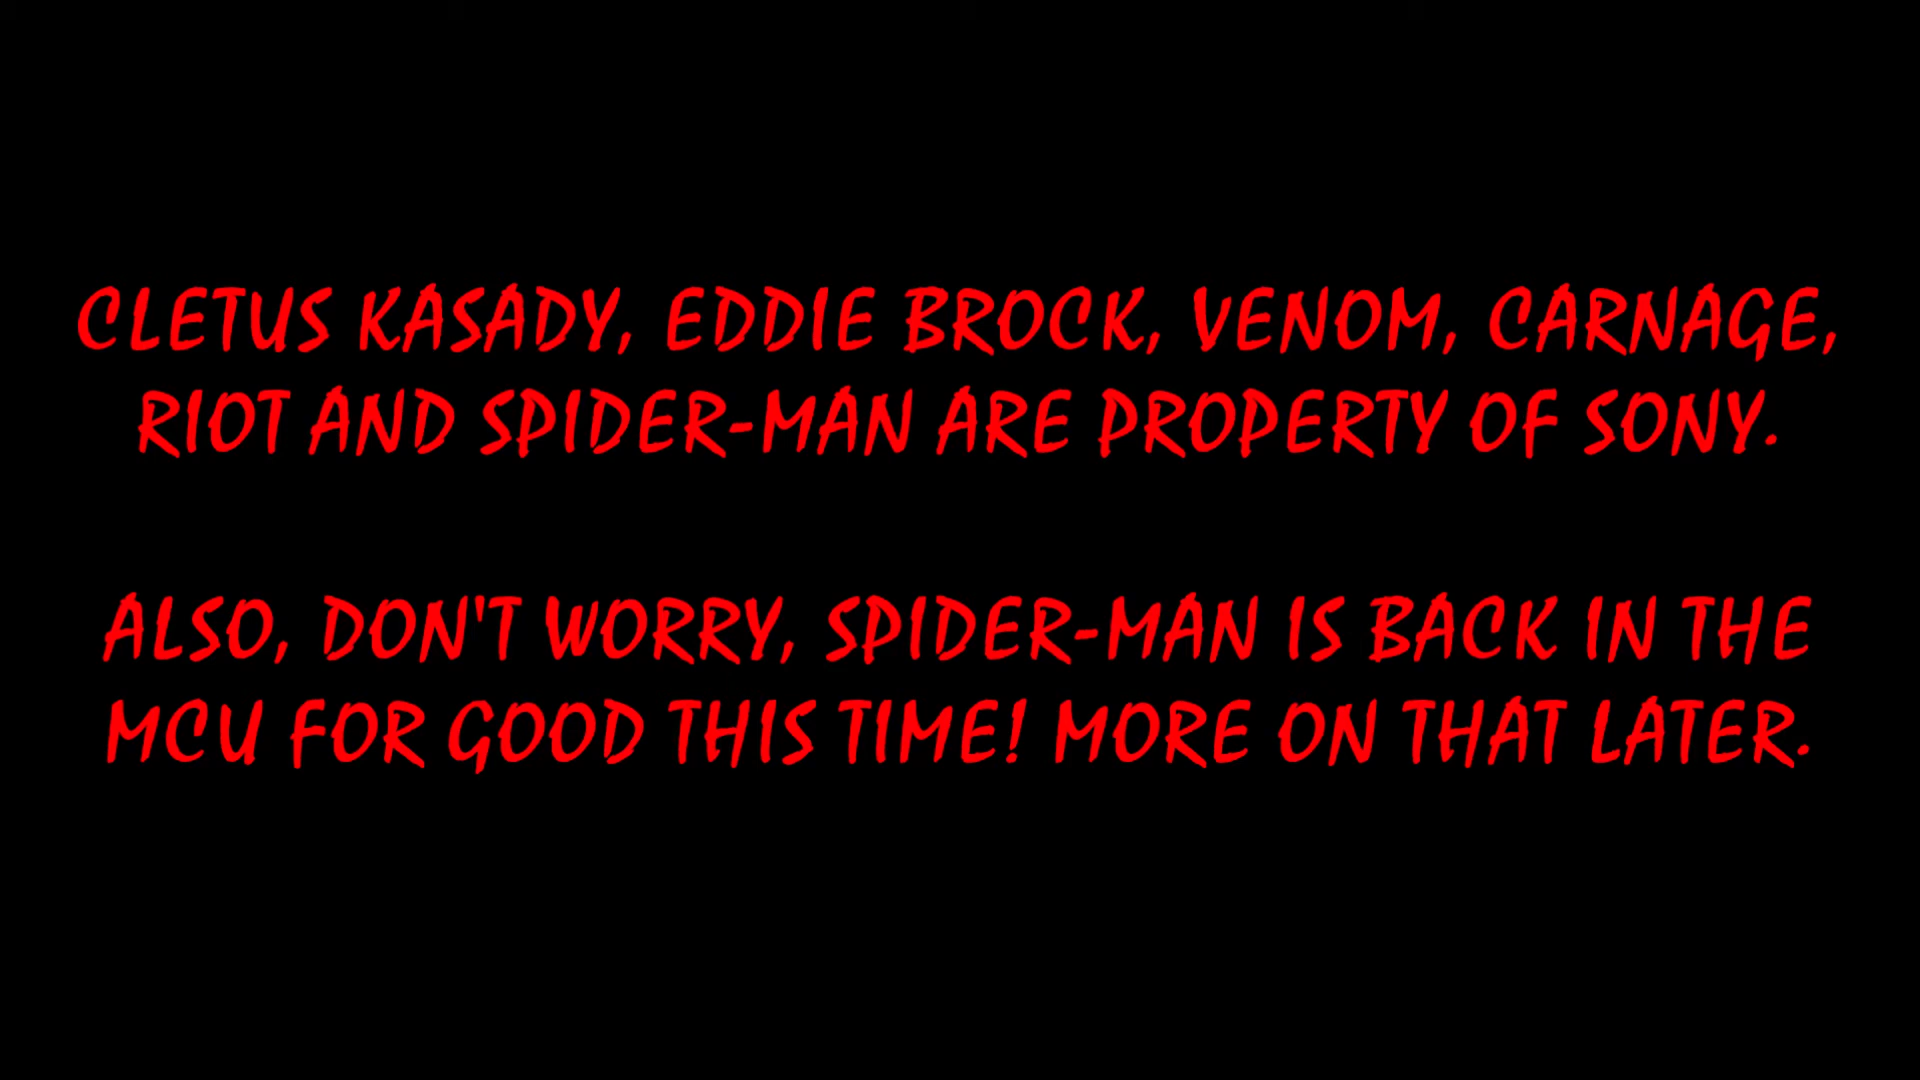 CLETUS KASADY, EDDIE BROCK, VENOM, CARNAGE,
RIOT AND SPIDER-MAN ARE PROPERTY OF SONY.
ALSO, DON'T WORRY, SPIDER-MAN IS BACK IN THE
MCU FOR GOOD THIS TIME! MORE ON THAT LATER.